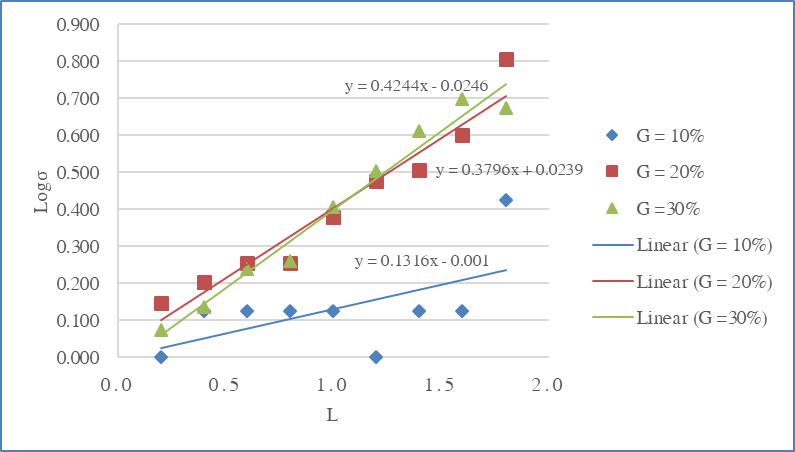 0.900
0.800
0.700
0.600
0.500
0.400
0.300
0.200
0.100
0.000
Logσ
0.0 0.5 1.0 1.5 2.0
L
y = 0.4244x - 0.0246
y = 0.3796x + 0.0239
y = 0.1316x - 0.001
G = 10%
G = 20%
G =30%
Linear (G = 10%)
Linear (G = 20%)
Linear (G =30%)